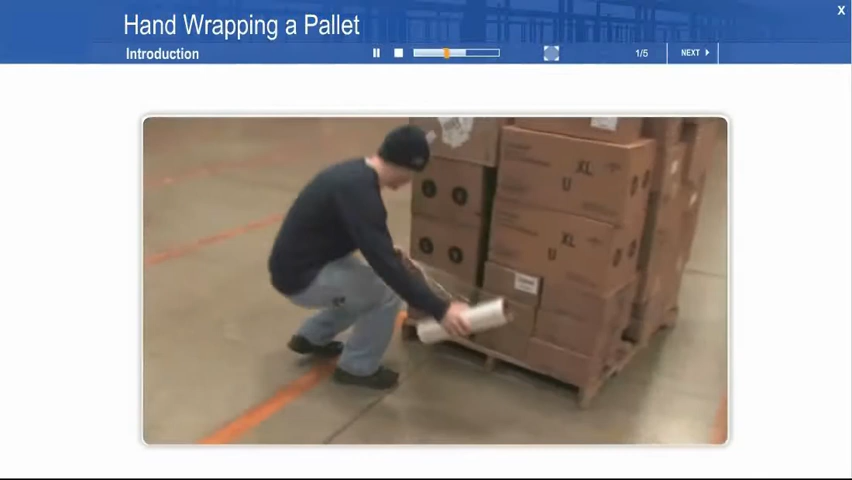 Hand Wrapping a Pallet
X
Introduction
1/5
NEXT
XL
U
XL
U